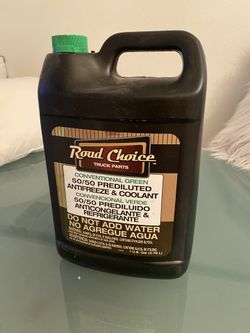 Road Choice
TRUCK PARTS
CONVENTIONAL GREEN
50/50 PREDILUTED
ANTIFREEZE & COOLANT
CONVENCIONAL VERDE
50/50 PREDILUIDO
ANTICONGELANTE &
REFRIGERANTE
DO NOT ADD WATER
NO AGREGUE AGUA